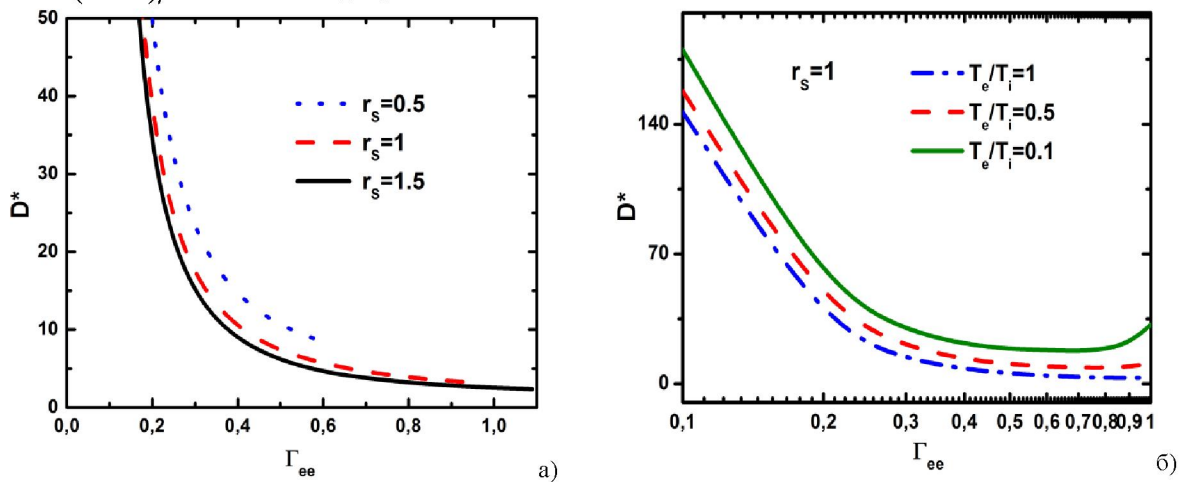 50
40
30
20
10
0
D*
r_S=0.5
r_S=1
r_S=1.5
0,0 0,2 0,4 0,6 0,8 1,0
Γ_ee
а)
140
70
0
D*
r_S=1
T_e/T_i=1
T_e/T_i=0.5
T_e/T_i=0.1
0,1 0,2 0,3 0,4 0,5 0,6 0,7 0,8 0,9 1
Γ_ee
б)